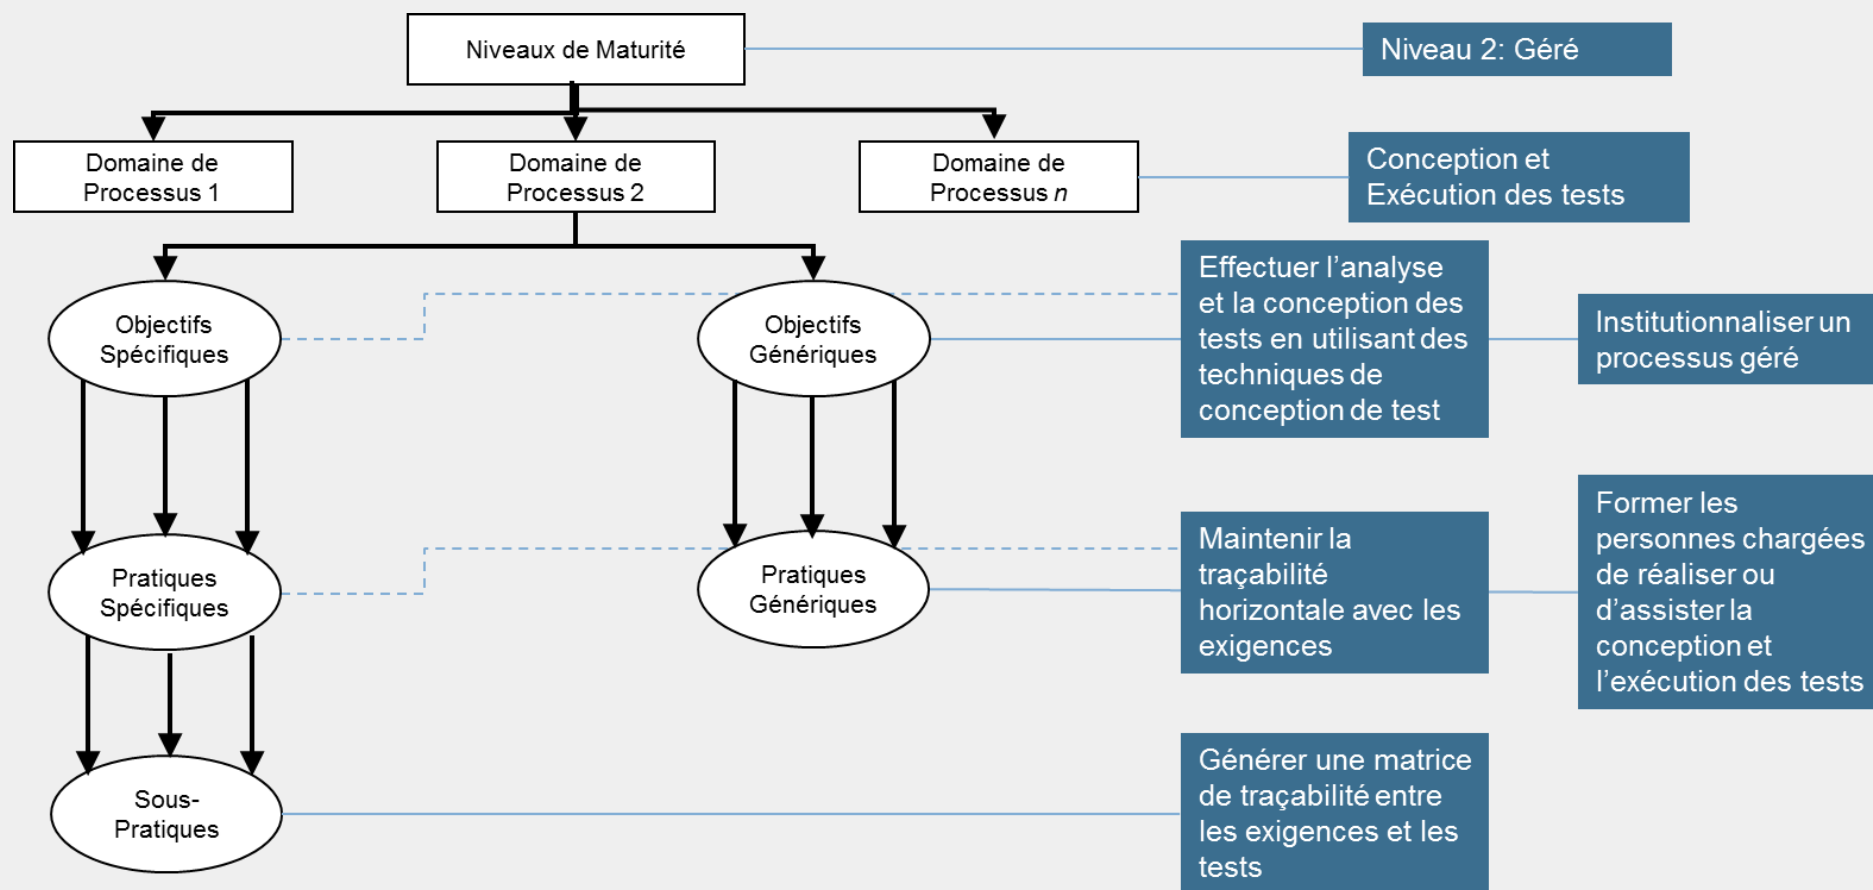 Niveaux de Maturité
Niveau 2: Géré
Domaine de
Processus 1
Domaine de
Processus 2
Domaine de
Processus n
Conception et
Exécution des tests
Objectifs
Spécifiques
Objectifs
Génériques
Effectuer l’analyse
et la conception des
tests en utilisant des
techniques de
conception de test
Institutionnaliser un
processus géré
Pratiques
Spécifiques
Pratiques
Génériques
Maintenir la
traçabilité
horizontale avec les
exigences
Former les
personnes chargées
de réaliser ou
d’assister la
conception et
l’exécution des tests
Sous-
Pratiques
Générer une matrice
de traçabilité entre
les exigences et les
tests